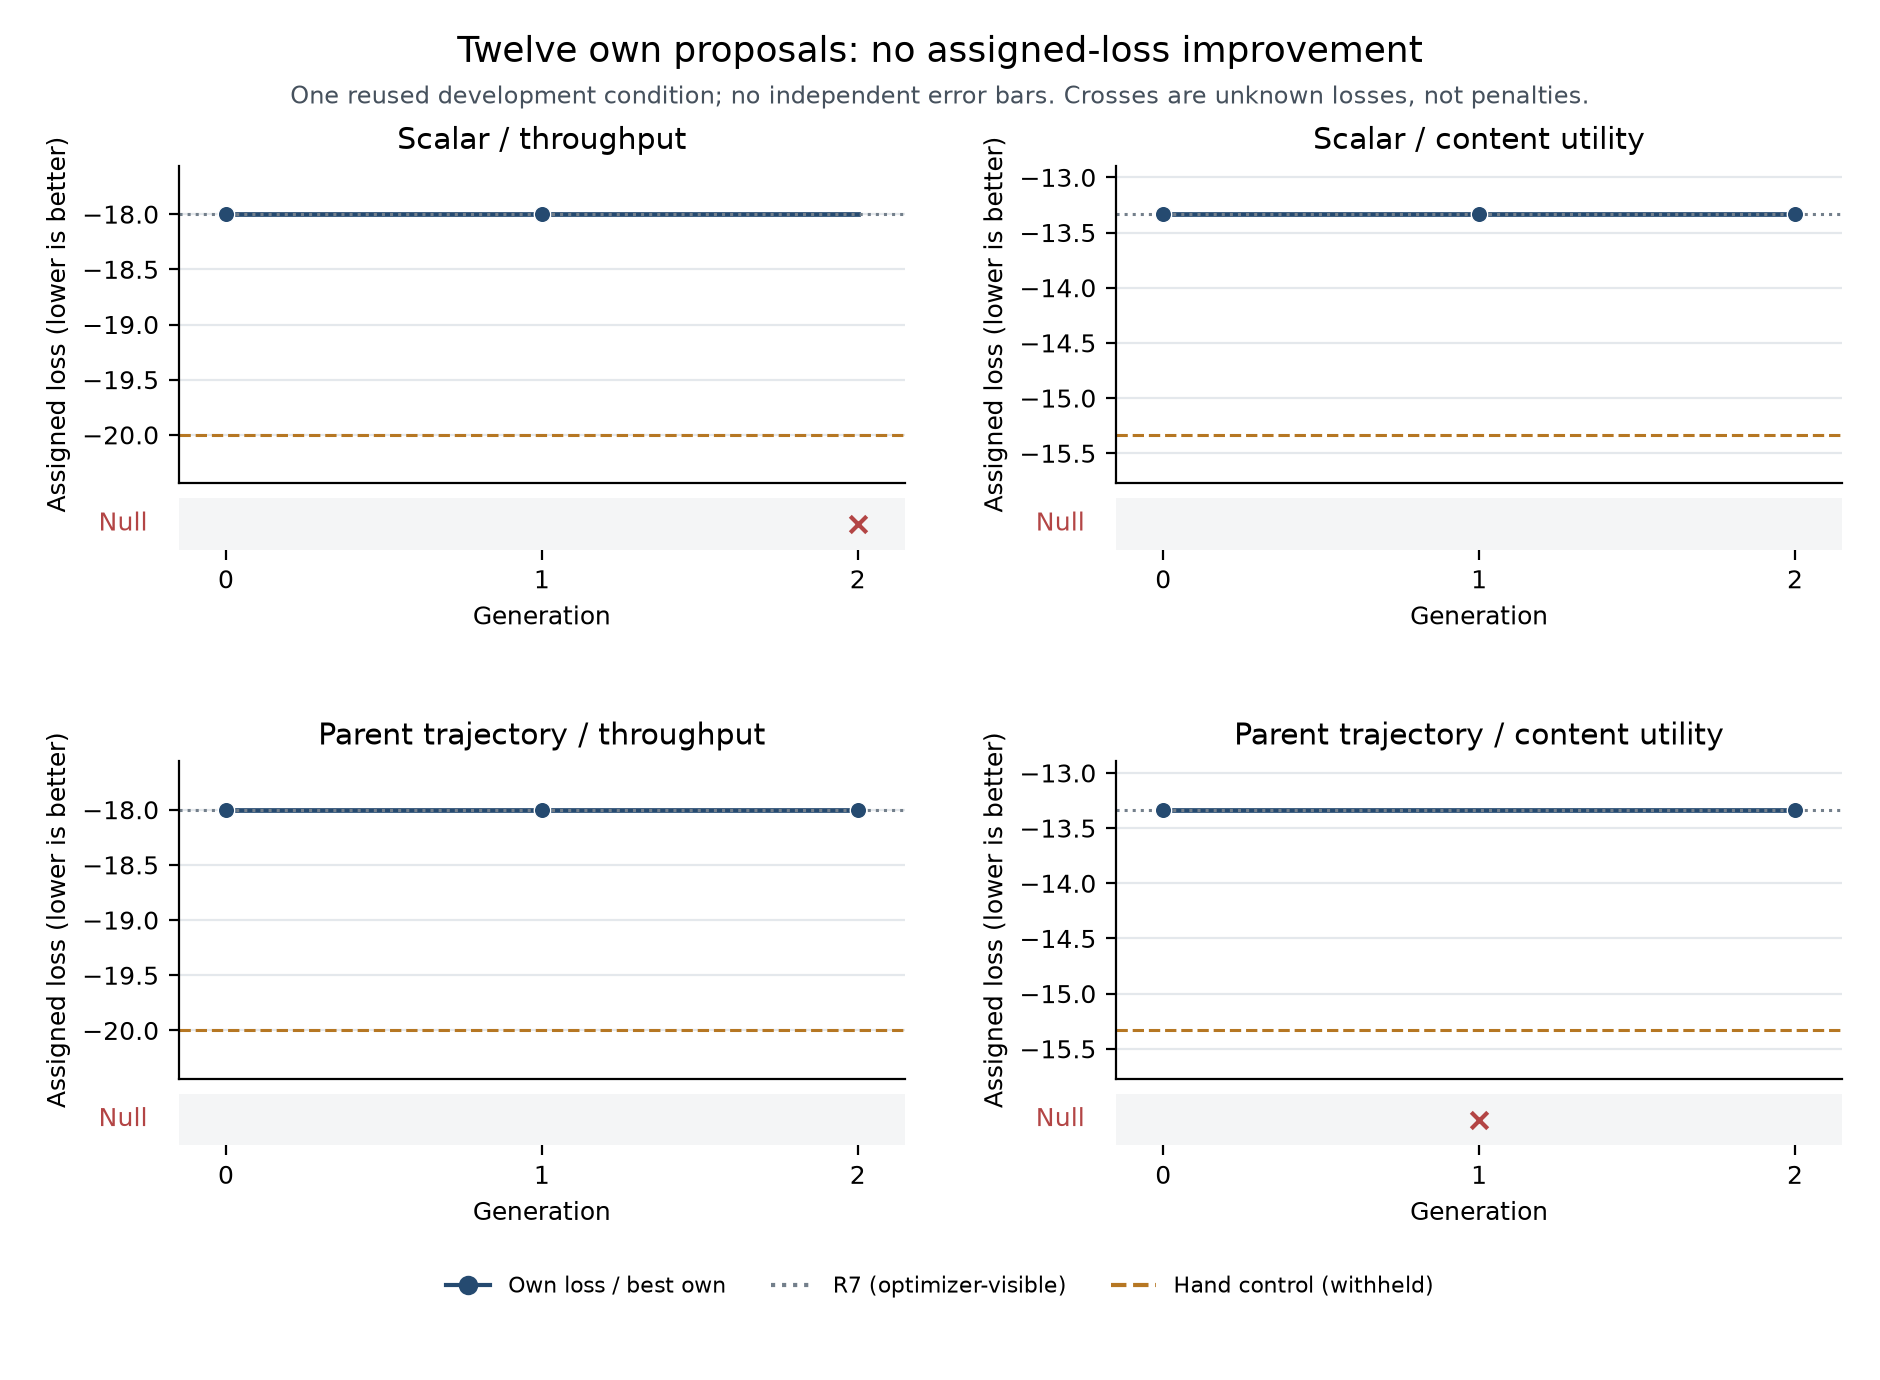 Twelve own proposals: no assigned-loss improvement
One reused development condition; no independent error bars. Crosses are unknown losses, not penalties.
Scalar / throughput
Assigned loss (lower is better)
−18.0
−18.5
−19.0
−19.5
−20.0
Null
0 1 2
Generation
Scalar / content utility
Assigned loss (lower is better)
−13.0
−13.5
−14.0
−14.5
−15.0
−15.5
Null
0 1 2
Generation
Parent trajectory / throughput
Assigned loss (lower is better)
−18.0
−18.5
−19.0
−19.5
−20.0
Null
0 1 2
Generation
Parent trajectory / content utility
Assigned loss (lower is better)
−13.0
−13.5
−14.0
−14.5
−15.0
−15.5
Null
0 1 2
Generation
Own loss / best own R7 (optimizer-visible) Hand control (withheld)